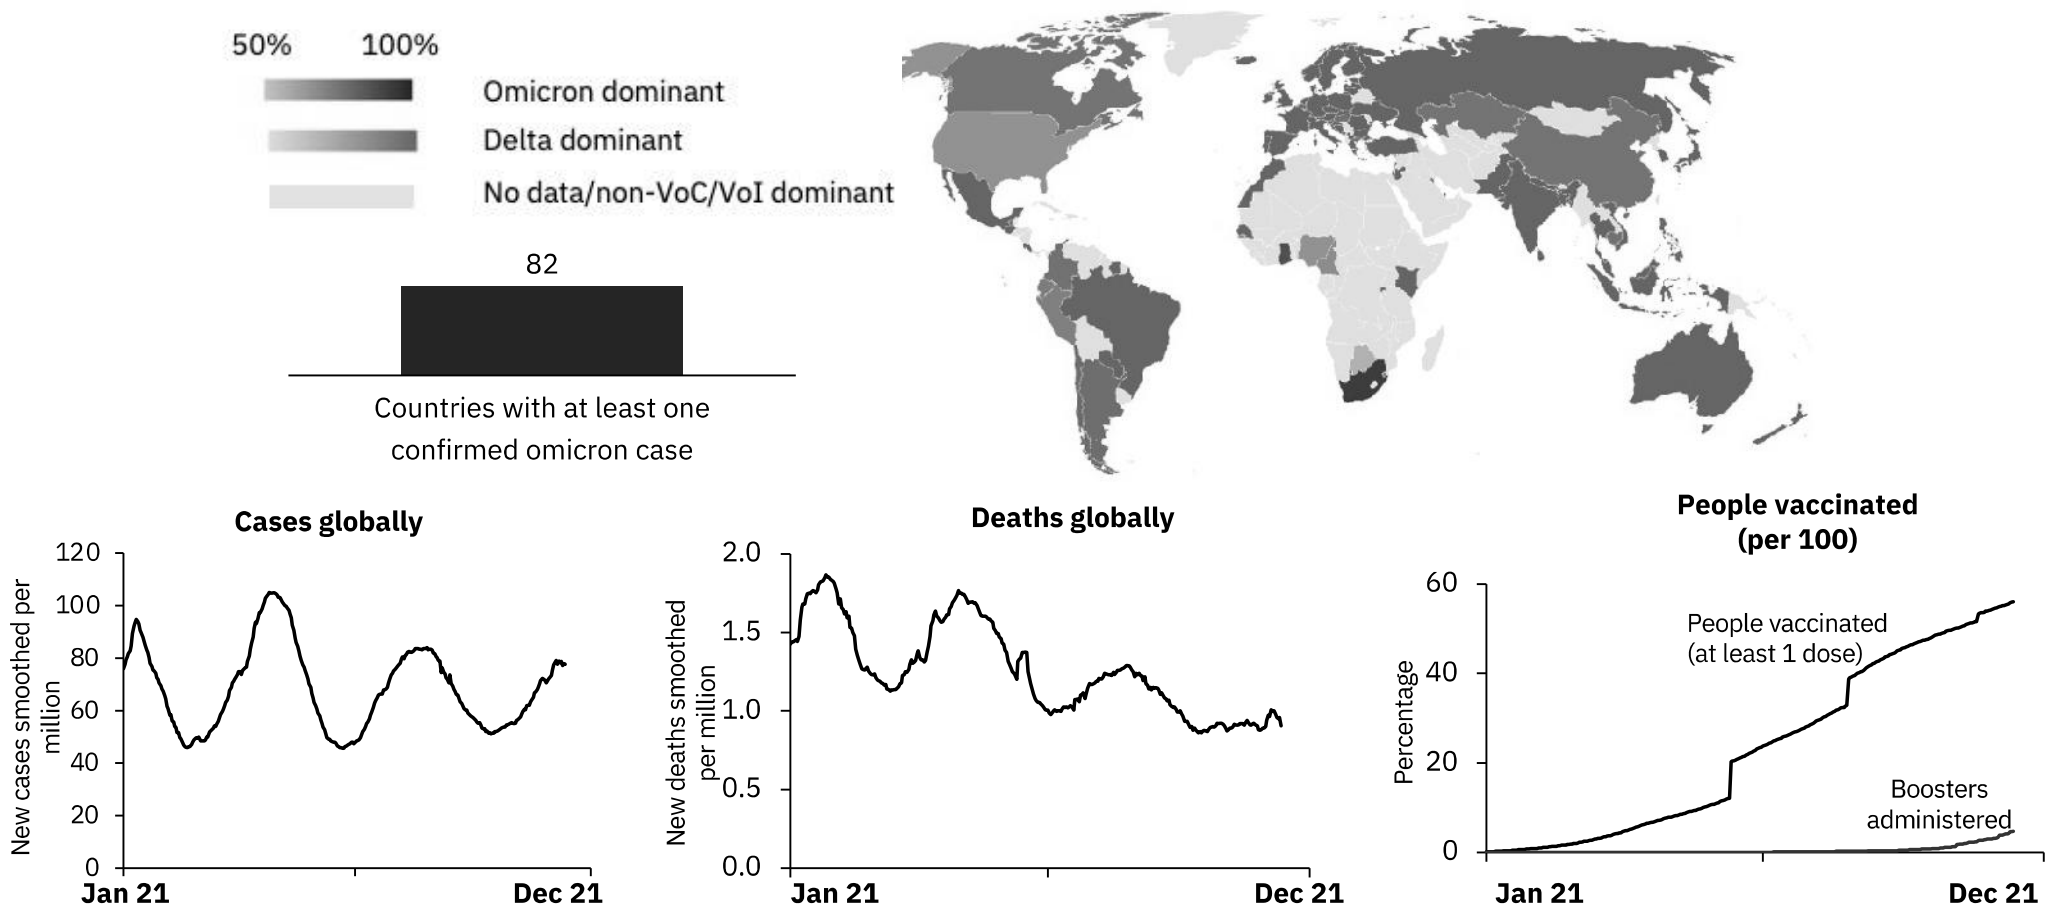 50% 100%
Omicron dominant
Delta dominant
No data/non-VoC/VoI dominant
82
Countries with at least one
confirmed omicron case
Cases globally
New cases smoothed per
million
120
100
80
60
40
20
0
Jan 21 Dec 21
Deaths globally
New deaths smoothed
per million
2.0
1.5
1.0
0.5
0.0
Jan 21 Dec 21
People vaccinated
(per 100)
Percentage
60
40
20
0
People vaccinated
(at least 1 dose)
Boosters
administered
Jan 21 Dec 21